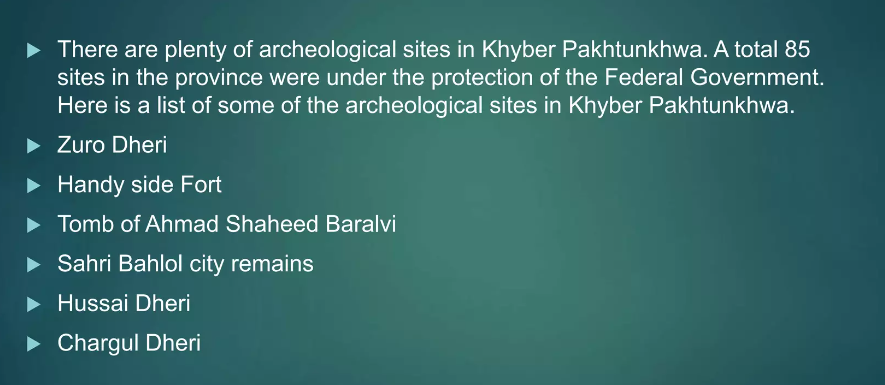 There are plenty of archeological sites in Khyber Pakhtunkhwa. A total 85
sites in the province were under the protection of the Federal Government.
Here is a list of some of the archeological sites in Khyber Pakhtunkhwa.
Zuro Dheri
Handy side Fort
Tomb of Ahmad Shaheed Baralvi
Sahri Bahlol city remains
Hussai Dheri
Chargul Dheri